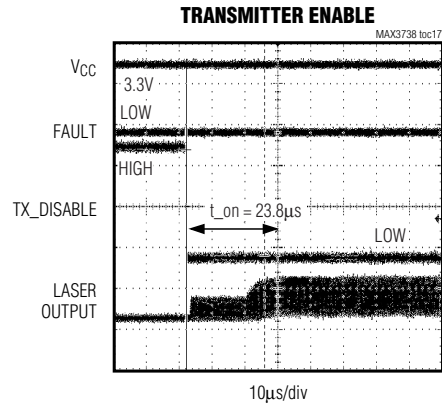 TRANSMITTER ENABLE
MAX3738 toc17
VCC
3.3V
LOW
FAULT
HIGH
TX_DISABLE
t_on = 23.8µs
LOW
LASER
OUTPUT
10µs/div